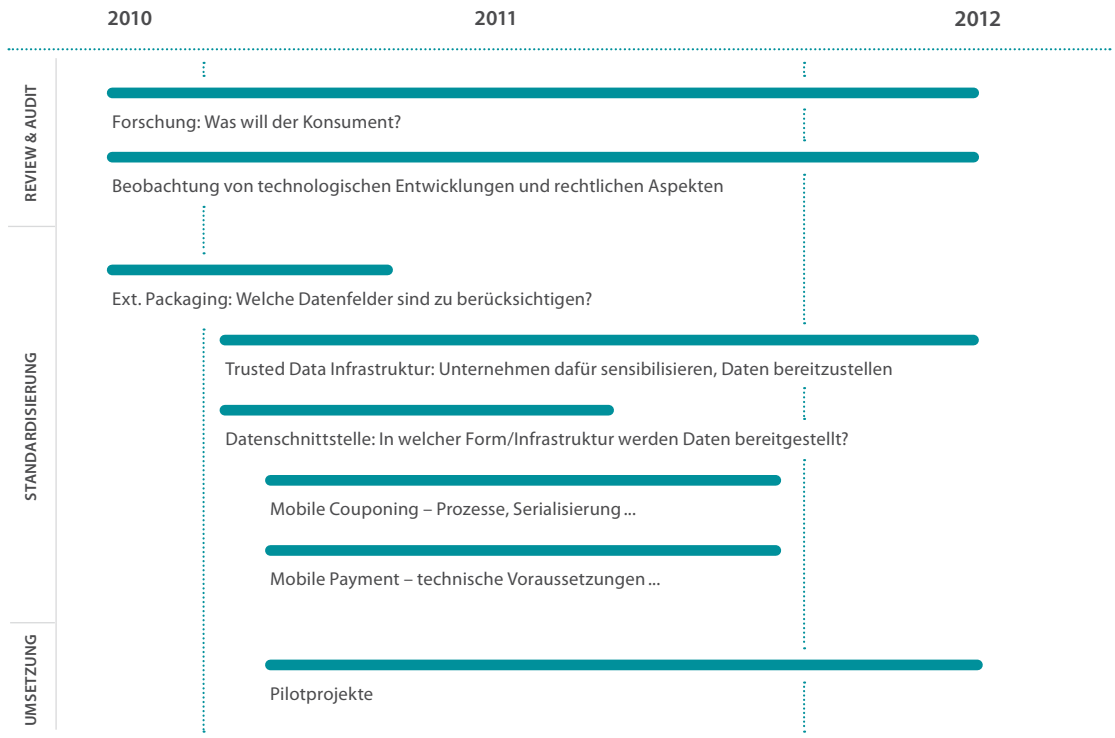 2010 2011 2012
REVIEW & AUDIT
Forschung: Was will der Konsument?
Beobachtung von technologischen Entwicklungen und rechtlichen Aspekten
STANDARDISIERUNG
Ext. Packaging: Welche Datenfelder sind zu berücksichtigen?
Trusted Data Infrastruktur: Unternehmen dafür sensibilisieren, Daten bereitzustellen
Datenschnittstelle: In welcher Form/Infrastruktur werden Daten bereitgestellt?
Mobile Couponing – Prozesse, Serialisierung ...
Mobile Payment – technische Voraussetzungen ...
UMSETZUNG
Pilotprojekte